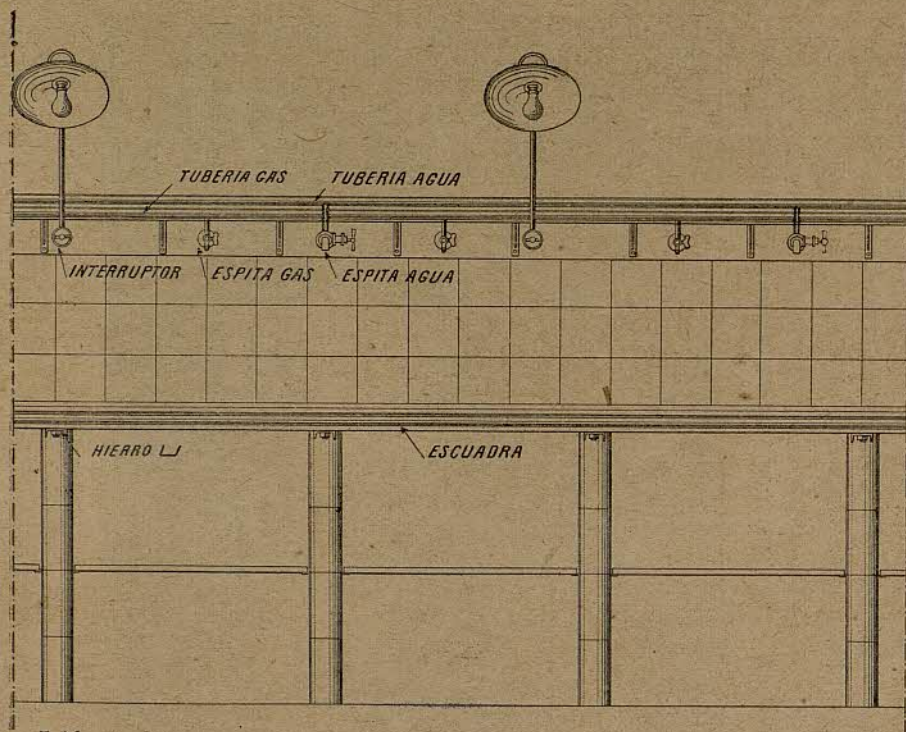 TUBERIA GAS TUBERIA AGUA
INTERRUPTOR ESPITA GAS ESPITA AGUA
HIERRO U ESCUADRA